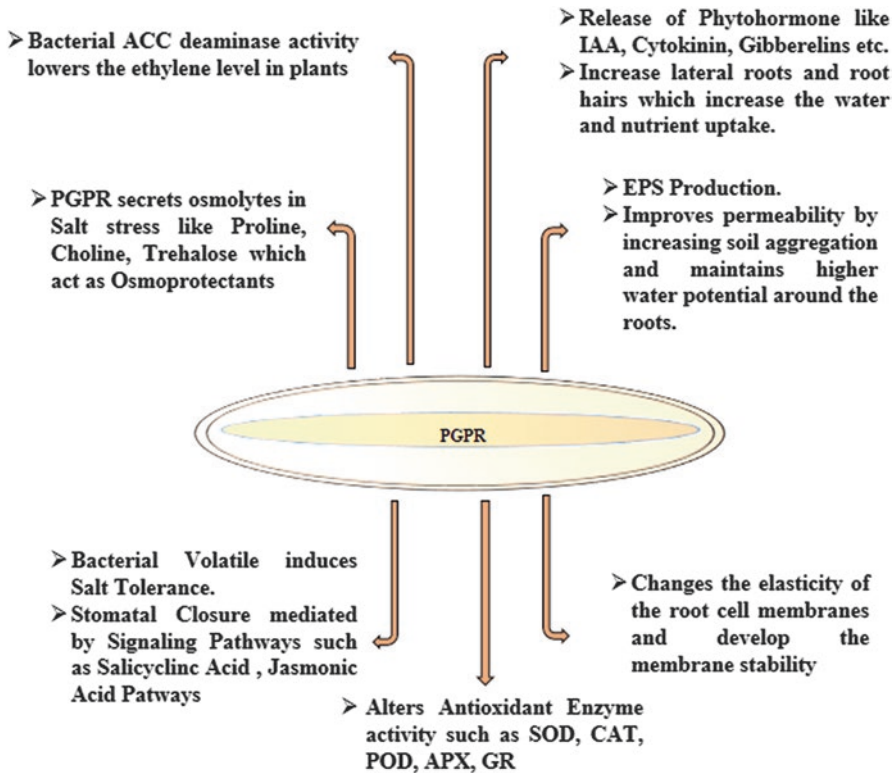 ➢ Bacterial ACC deaminase activity
lowers the ethylene level in plants
➢ Release of Phytohormone like
IAA, Cytokinin, Gibberelins etc.
➢ Increase lateral roots and root
hairs which increase the water
and nutrient uptake.
➢ PGPR secrets osmolytes in
Salt stress like Proline,
Choline, Trehalose which
act as Osmoprotectants
➢ EPS Production.
➢ Improves permeability by
increasing soil aggregation
and maintains higher
water potential around the
roots.
PGPR
➢ Bacterial Volatile induces
Salt Tolerance.
➢ Stomatal Closure mediated
by Signaling Pathways such
as Salicyclinc Acid , Jasmonic
Acid Patways
➢ Changes the elasticity of
the root cell membranes
and develop the
membrane stability
➢ Alters Antioxidant Enzyme
activity such as SOD, CAT,
POD, APX, GR